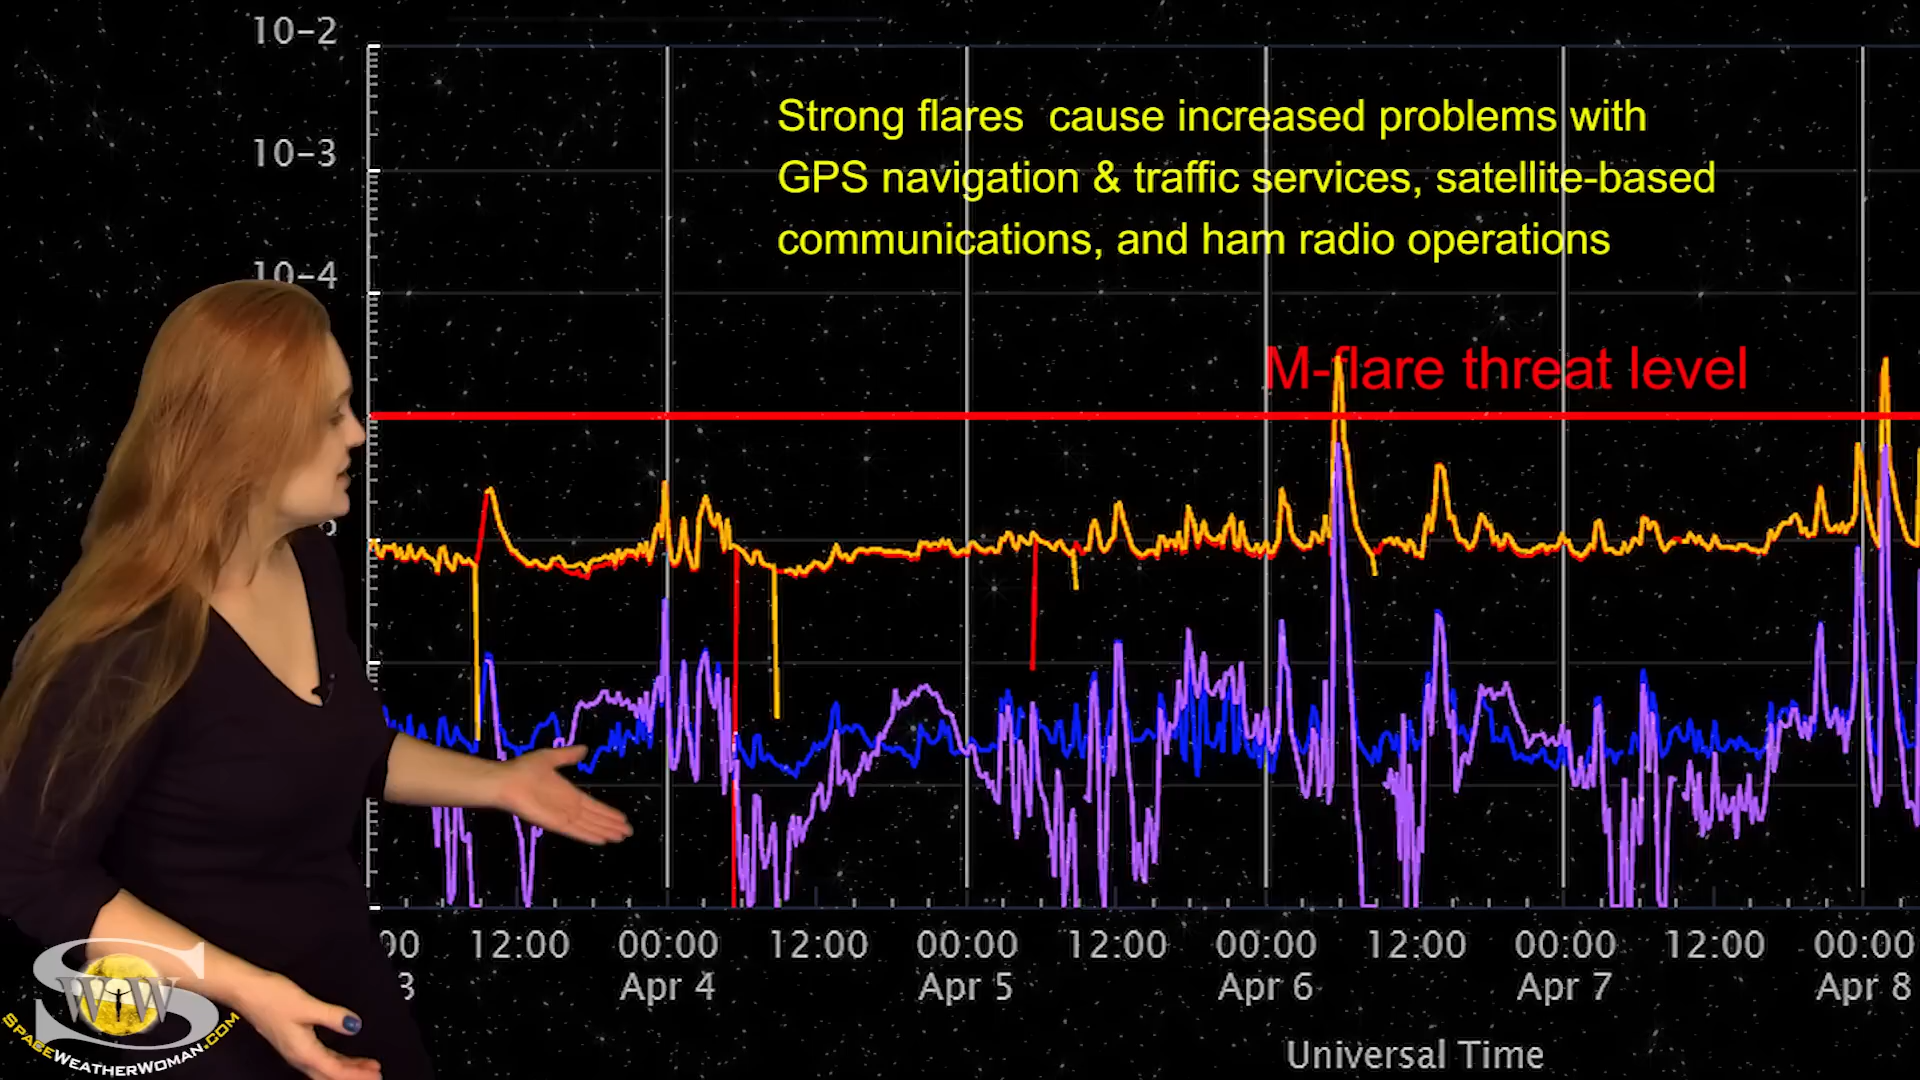 10-2
10-3
10-4
Strong flares cause increased problems with
GPS navigation & traffic services, satellite-based
communications, and ham radio operations
M-flare threat level
00 12:00 00:00 12:00 00:00 12:00 00:00 12:00 00:00 12:00 00:00
3 Apr 4 Apr 5 Apr 6 Apr 7 Apr 8
Universal Time
SWW
SPACEWEATHERWOMAN.COM